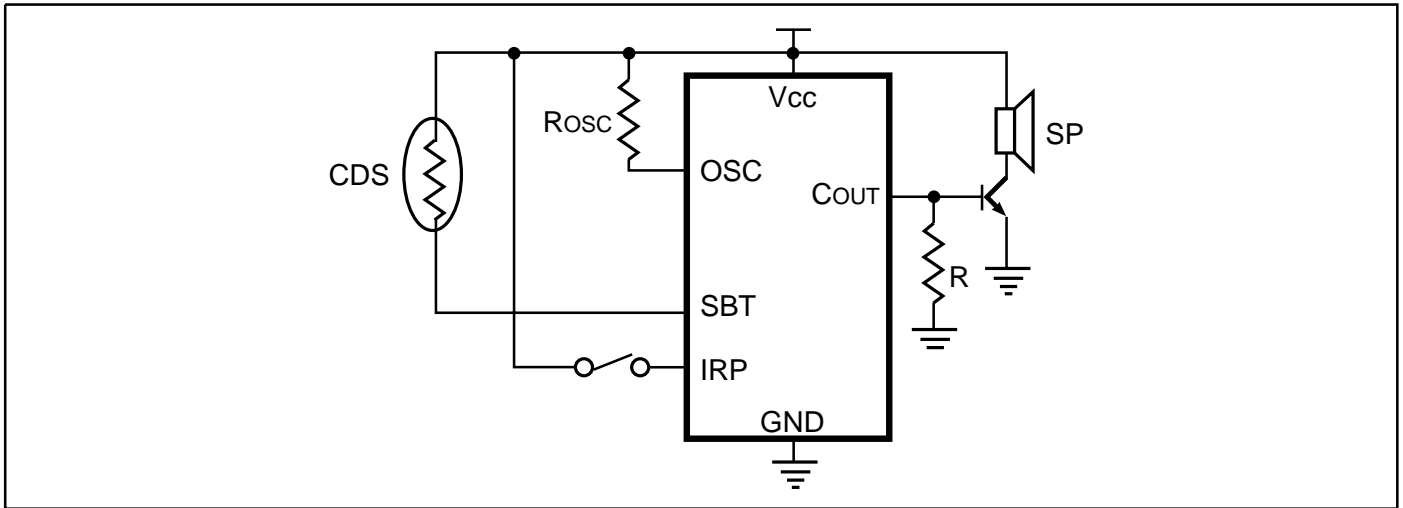 Vcc
ROSC
SP
CDS
OSC
COUT
R
SBT
IRP
GND